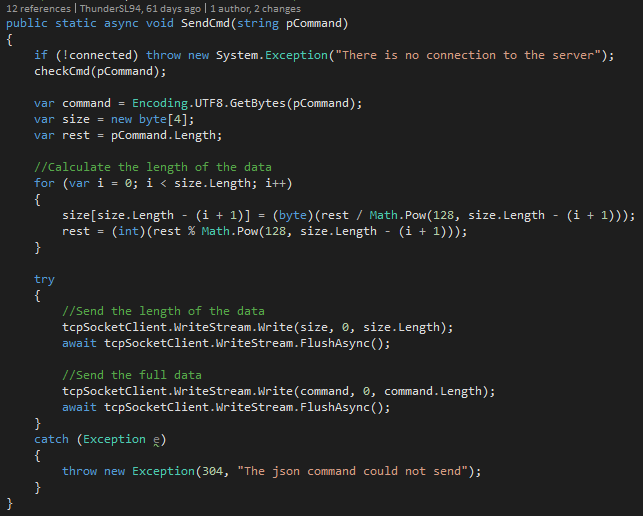 12 references | ThunderSL94, 61 days ago | 1 author, 2 changes
public static async void SendCmd(string pCommand)
{
    if (!connected) throw new System.Exception("There is no connection to the server");
    checkCmd(pCommand);

    var command = Encoding.UTF8.GetBytes(pCommand);
    var size = new byte[4];
    var rest = pCommand.Length;

    //Calculate the length of the data
    for (var i = 0; i < size.Length; i++)
    {
        size[size.Length - (i + 1)] = (byte)(rest / Math.Pow(128, size.Length - (i + 1)));
        rest = (int)(rest % Math.Pow(128, size.Length - (i + 1)));
    }

    try
    {
        //Send the length of the data
        tcpSocketClient.WriteStream.Write(size, 0, size.Length);
        await tcpSocketClient.WriteStream.FlushAsync();

        //Send the full data
        tcpSocketClient.WriteStream.Write(command, 0, command.Length);
        await tcpSocketClient.WriteStream.FlushAsync();
    }
    catch (Exception e)
    {
        throw new Exception(304, "The json command could not send");
    }
}